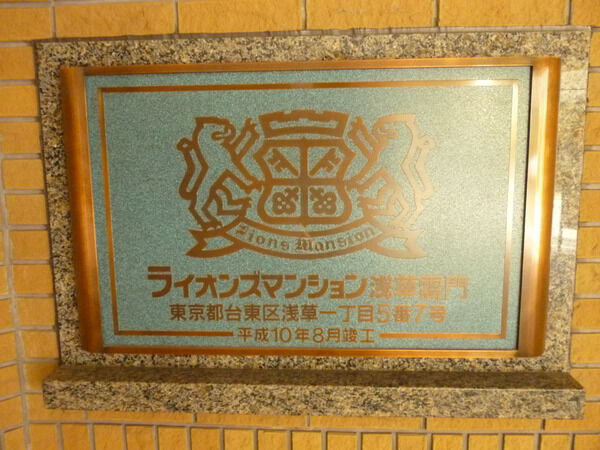 Lions Mansion
ライオンズマンション浅草雷門
東京都台東区浅草一丁目5番7号
平成10年8月竣工